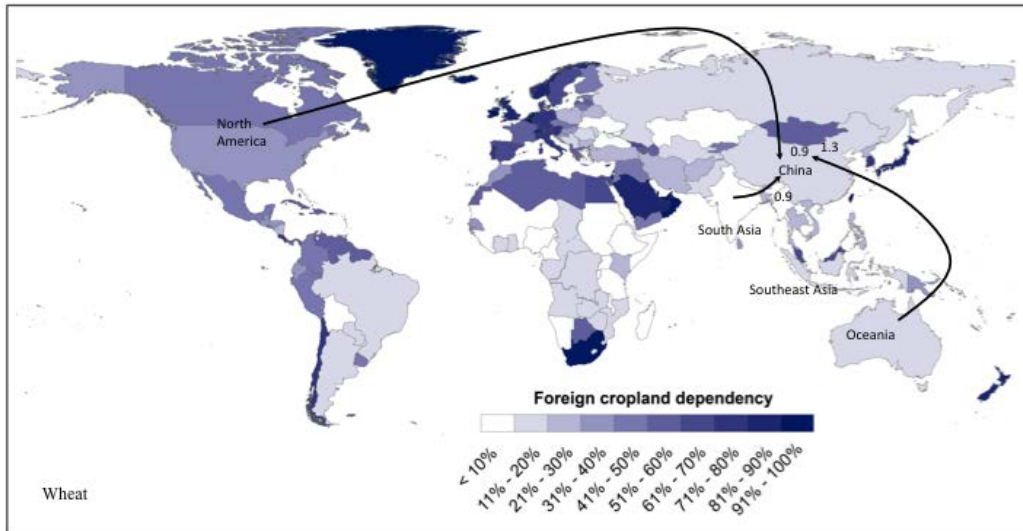 North
America
0.9
1.3
China
0.9
South Asia
Southeast Asia
Oceania
Foreign cropland dependency
< 10%
11% - 20%
21% - 30%
31% - 40%
41% - 50%
51% - 60%
61% - 70%
71% - 80%
81% - 90%
91% - 100%
Wheat